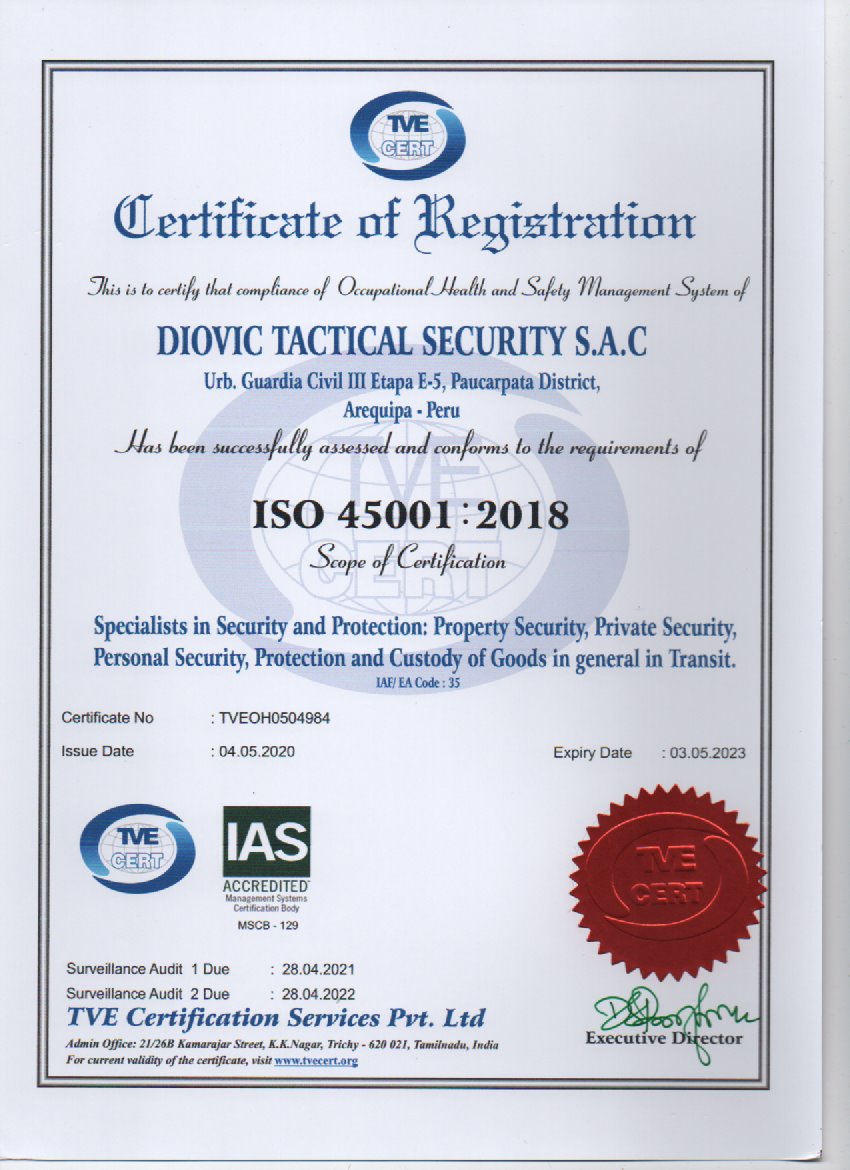 TVE
CERT
Certificate of Registration
This is to certify that compliance of Occupational Health and Safety Management System of
DIOVIC TACTICAL SECURITY S.A.C
Urb. Guardia Civil III Etapa E-5, Paucarpata District,
Arequipa - Peru
Has been successfully assessed and conforms to the requirements of
TVE
CERT
ISO 45001:2018
Scope of Certification
Specialists in Security and Protection: Property Security, Private Security,
Personal Security, Protection and Custody of Goods in general in Transit.
IAF/ EA Code : 35
Certificate No : TVEOH0504984
Issue Date : 04.05.2020 Expiry Date : 03.05.2023
TVE
CERT
IAS
ACCREDITED
Management Systems
Certification Body
MSCB - 129
TVE
CERT
Surveillance Audit 1 Due : 28.04.2021
Surveillance Audit 2 Due : 28.04.2022
TVE Certification Services Pvt. Ltd
Executive Director
Admin Office: 21/26B Kamarajar Street, K.K.Nagar, Trichy - 620 021, Tamilnadu, India
For current validity of the certificate, visit www.tvecert.org